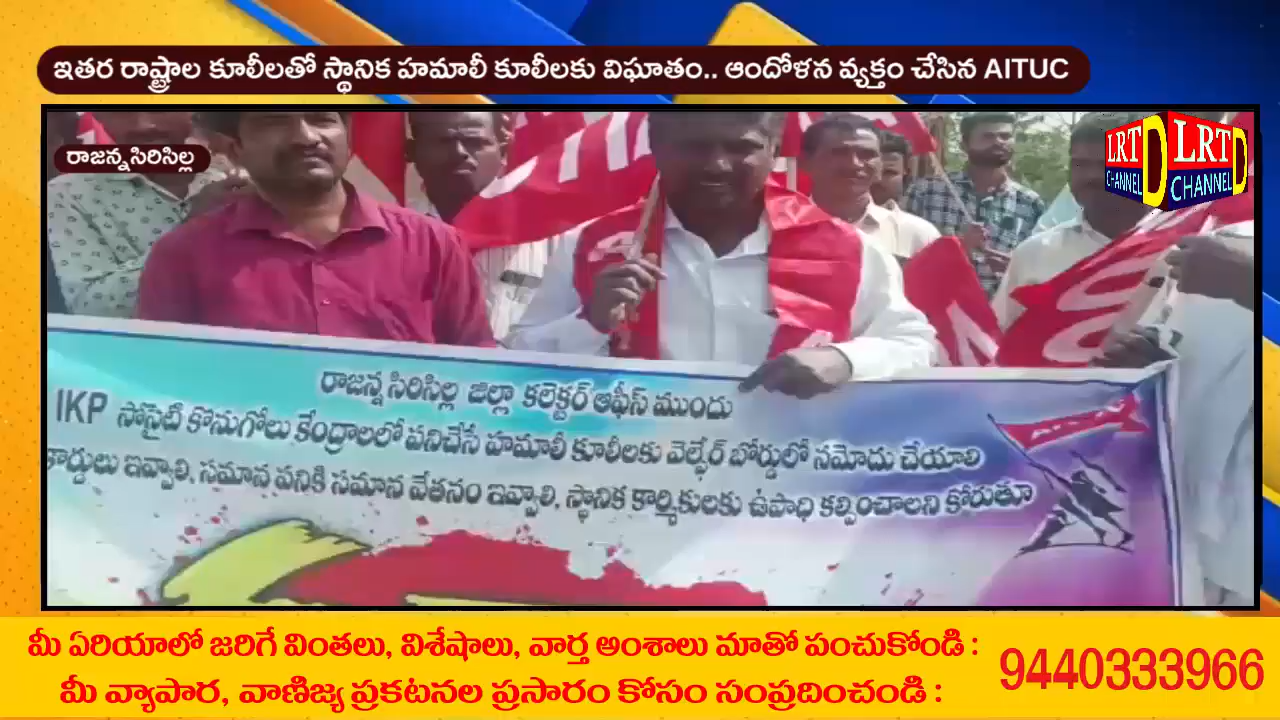 ఇతర రాష్ట్రాల కూలీలతో స్థానిక హమాలీ కూలీలకు విఘాతం.. ఆందోళన వ్యక్తం చేసిన AITUC
రాజన్నసిరిసిల్ల
LRT CHANNEL D LRT CHANNEL D
రాజన్న సిరిసిల్ల జిల్లా కలెక్టర్ ఆఫీస్ ముందు
IKP సోసైటీ కొనుగోలు కేంద్రాలలో పనిచేసే హమాలీ కూలీలకు వెల్ఫేర్ బోర్డులో నమోదు చేయాలి
కార్డులు ఇవ్వాలి, సమాన పనికి సమాన వేతనం ఇవ్వాలి, స్థానిక కార్మికులకు ఉపాధి కల్పించాలని కోరుతూ
మీ ఏరియాలో జరిగే వింతలు, విశేషాలు, వార్త అంశాలు మాతో పంచుకోండి :
మీ వ్యాపార, వాణిజ్య ప్రకటనల ప్రసారం కోసం సంప్రదించండి :
9440333966